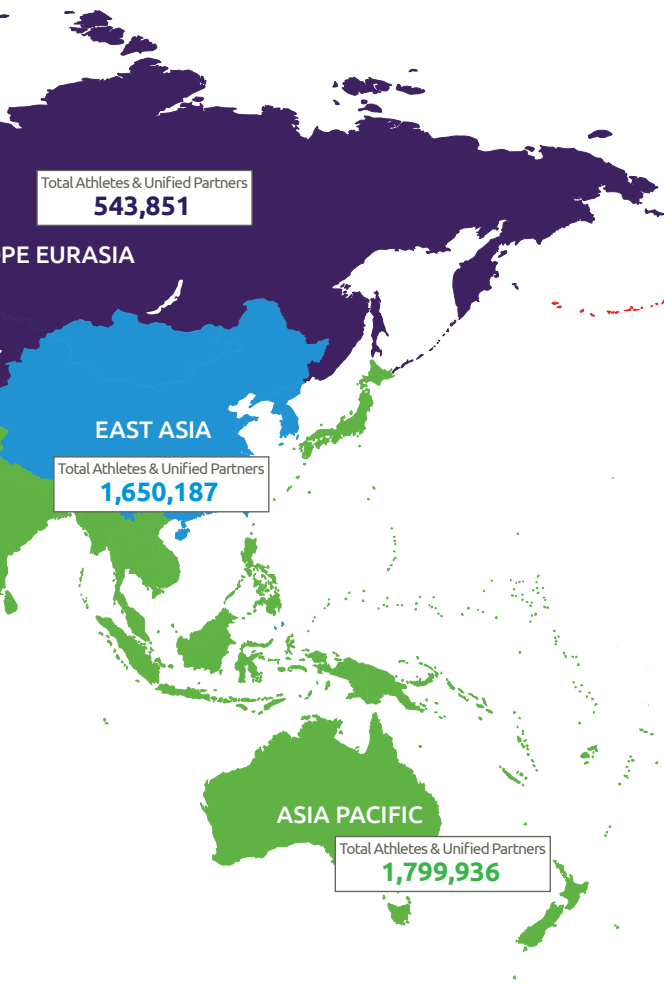 Total Athletes & Unified Partners
543,851
PE EURASIA
EAST ASIA
Total Athletes & Unified Partners
1,650,187
ASIA PACIFIC
Total Athletes & Unified Partners
1,799,936